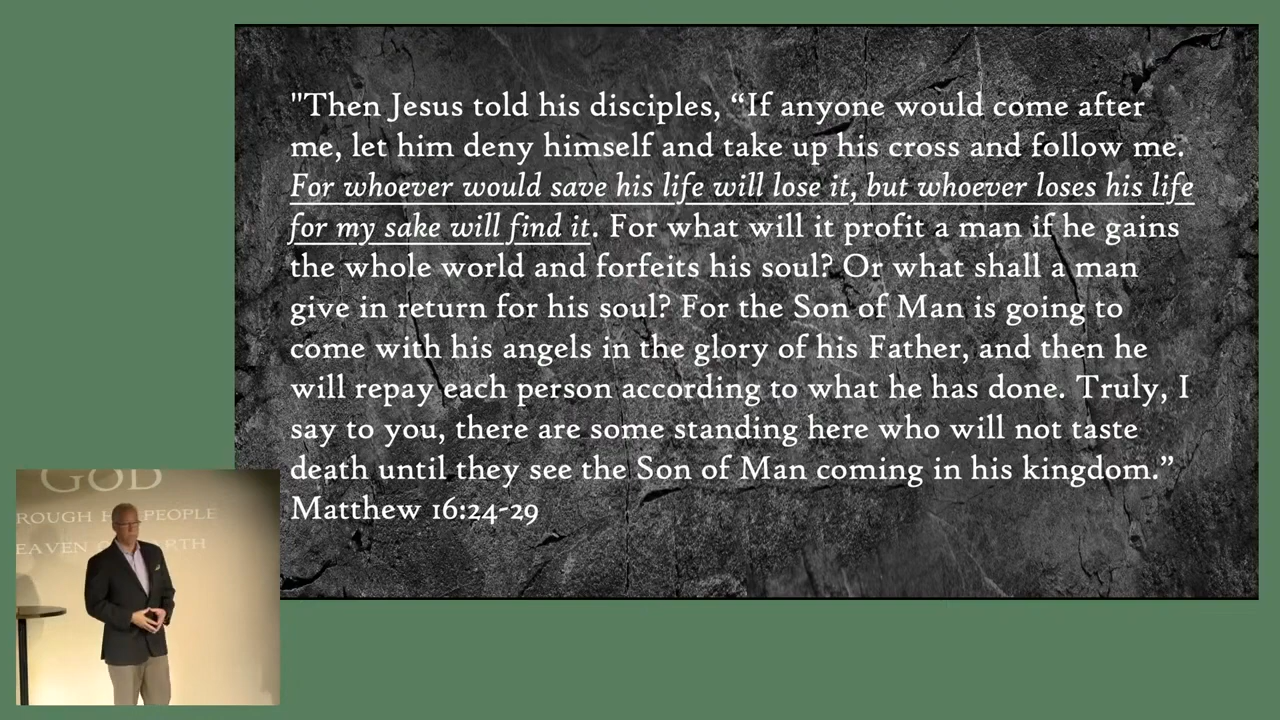 "Then Jesus told his disciples, “If anyone would come after
me, let him deny himself and take up his cross and follow me.
For whoever would save his life will lose it, but whoever loses his life
for my sake will find it. For what will it profit a man if he gains
the whole world and forfeits his soul? Or what shall a man
give in return for his soul? For the Son of Man is going to
come with his angels in the glory of his Father, and then he
will repay each person according to what he has done. Truly, I
say to you, there are some standing here who will not taste
death until they see the Son of Man coming in his kingdom.”
Matthew 16:24-29
GOD
PEOPLE